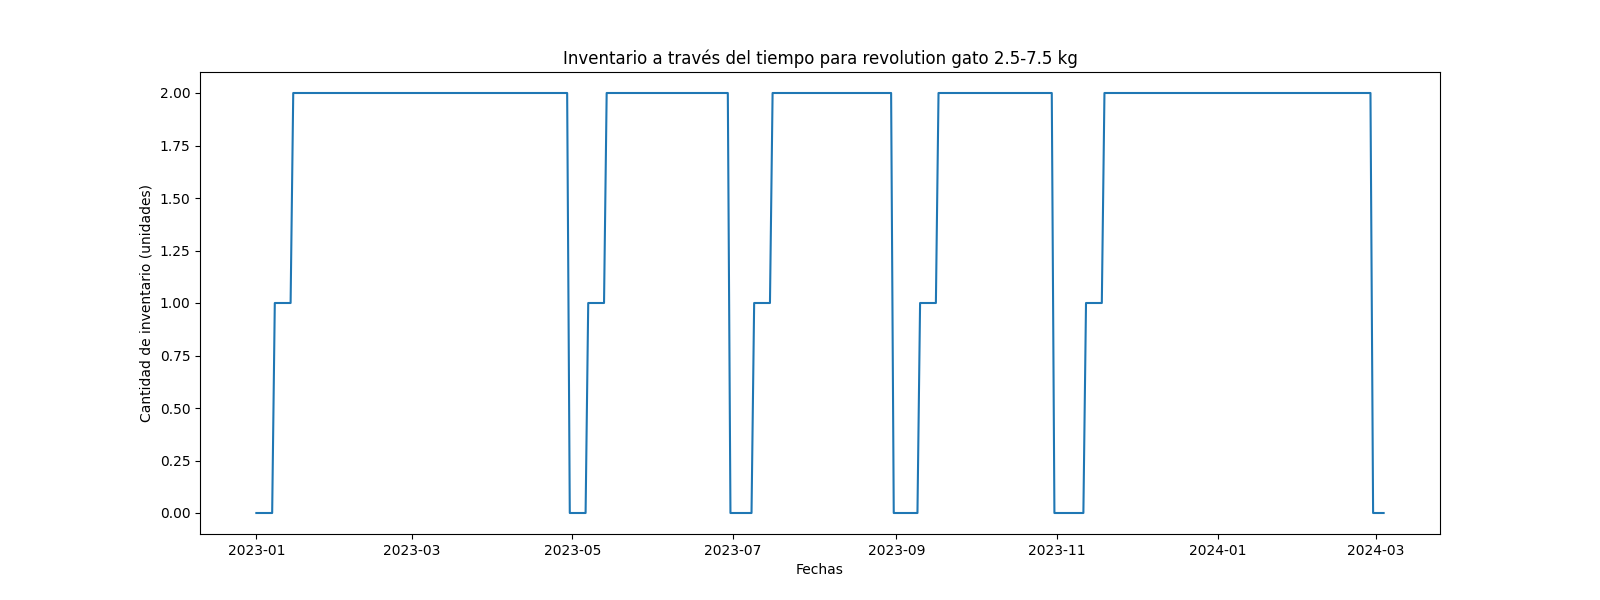 Inventario a través del tiempo para revolution gato 2.5-7.5 kg
Cantidad de inventario (unidades)
2.00
1.75
1.50
1.25
1.00
0.75
0.50
0.25
0.00
2023-01 2023-03 2023-05 2023-07 2023-09 2023-11 2024-01 2024-03
Fechas